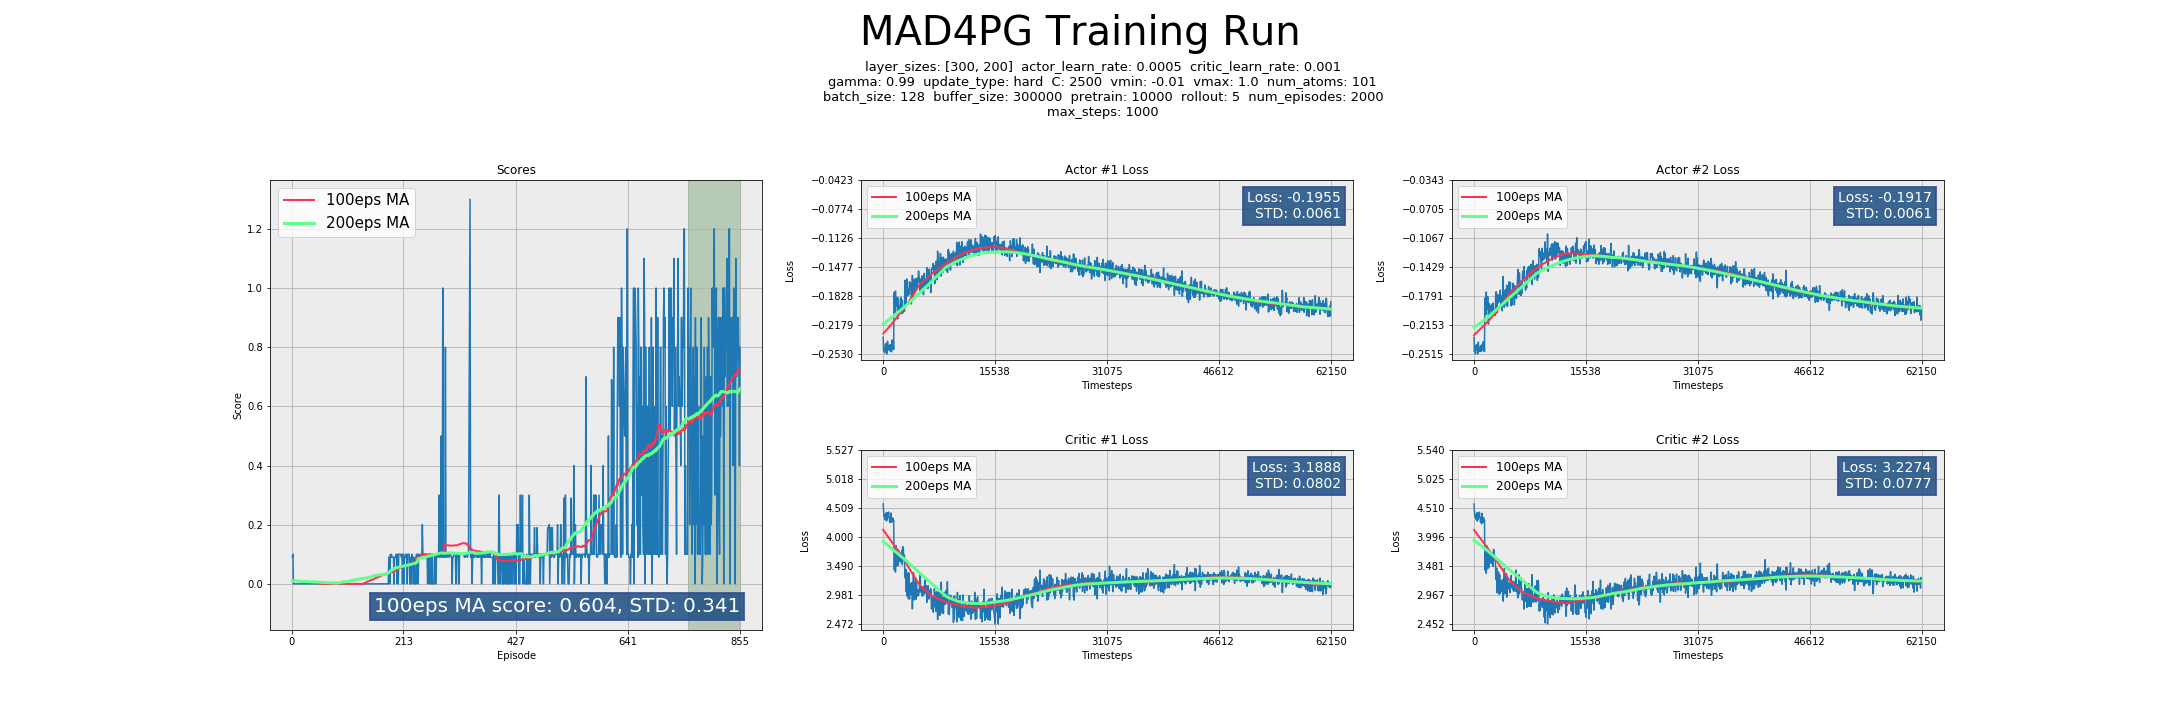 MAD4PG Training Run
layer_sizes: [300, 200]  actor_learn_rate: 0.0005  critic_learn_rate: 0.001
gamma: 0.99  update_type: hard  C: 2500  vmin: -0.01  vmax: 1.0  num_atoms: 101
batch_size: 128  buffer_size: 300000  pretrain: 10000  rollout: 5  num_episodes: 2000
max_steps: 1000
Scores
100eps MA
200eps MA
Score
1.2
1.0
0.8
0.6
0.4
0.2
0.0
100eps MA score: 0.604, STD: 0.341
0
213
427
641
855
Episode
Actor #1 Loss
100eps MA
200eps MA
Loss: -0.1955
STD: 0.0061
Loss
−0.0423
−0.0774
−0.1126
−0.1477
−0.1828
−0.2179
−0.2530
0
15538
31075
46612
62150
Timesteps
Actor #2 Loss
100eps MA
200eps MA
Loss: -0.1917
STD: 0.0061
Loss
−0.0343
−0.0705
−0.1067
−0.1429
−0.1791
−0.2153
−0.2515
0
15538
31075
46612
62150
Timesteps
Critic #1 Loss
100eps MA
200eps MA
Loss: 3.1888
STD: 0.0802
Loss
5.527
5.018
4.509
4.000
3.490
2.981
2.472
0
15538
31075
46612
62150
Timesteps
Critic #2 Loss
100eps MA
200eps MA
Loss: 3.2274
STD: 0.0777
Loss
5.540
5.025
4.510
3.996
3.481
2.967
2.452
0
15538
31075
46612
62150
Timesteps